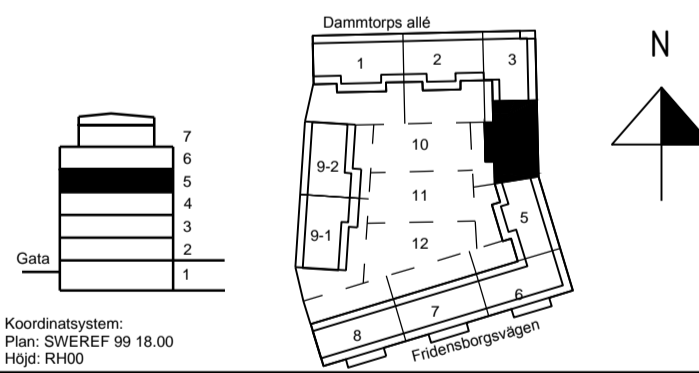 Dammtorps allé
1
2
3
N
10
9-2
11
9-1
5
12
6
7
8
Fridensborgsvägen
7
6
5
4
3
2
Gata
1
Koordinatsystem:
Plan: SWEREF 99 18.00
Höjd: RH00